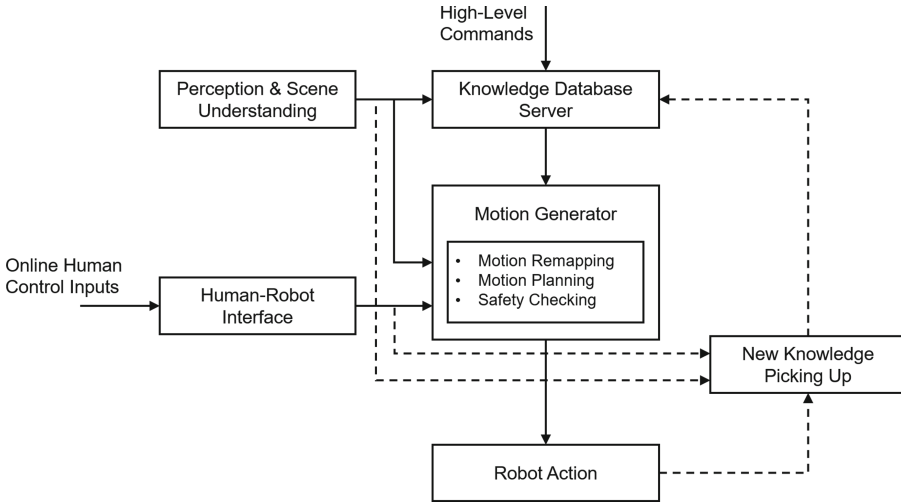 High-Level
Commands
Perception & Scene
Understanding
Knowledge Database
Server
Motion Generator
• Motion Remapping
• Motion Planning
• Safety Checking
Online Human
Control Inputs
Human-Robot
Interface
New Knowledge
Picking Up
Robot Action